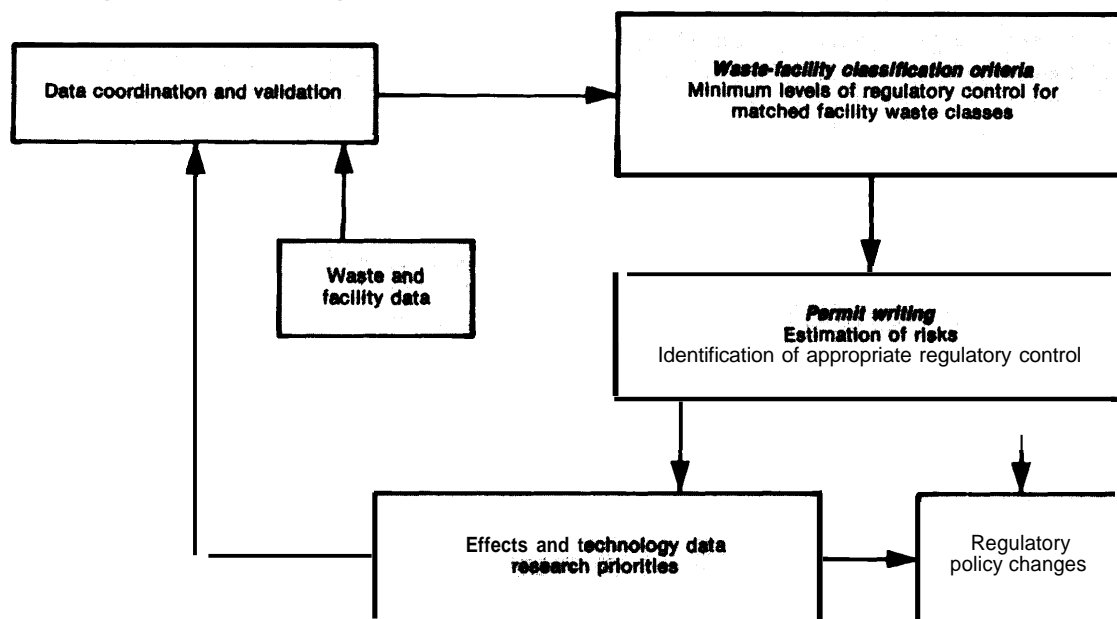 Data coordination and validation
Waste-facility classification criteria
Minimum levels of regulatory control for
matched facility waste classes
Waste and
facility data
Permit writing
Estimation of risks
Identification of appropriate regulatory control
Effects and technology data
research priorities
Regulatory
policy changes